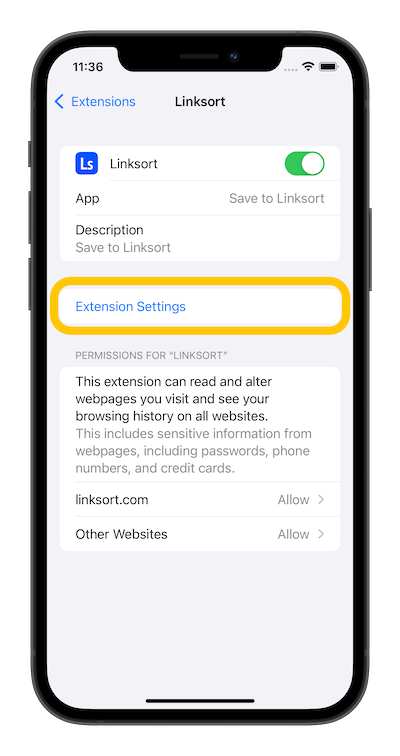 11:36
Extensions
Linksort
Ls
Linksort
App
Save to Linksort
Description
Save to Linksort
Extension Settings
PERMISSIONS FOR “LINKSORT”
This extension can read and alter
webpages you visit and see your
browsing history on all websites.
This includes sensitive information from
webpages, including passwords, phone
numbers, and credit cards.
linksort.com
Allow
Other Websites
Allow